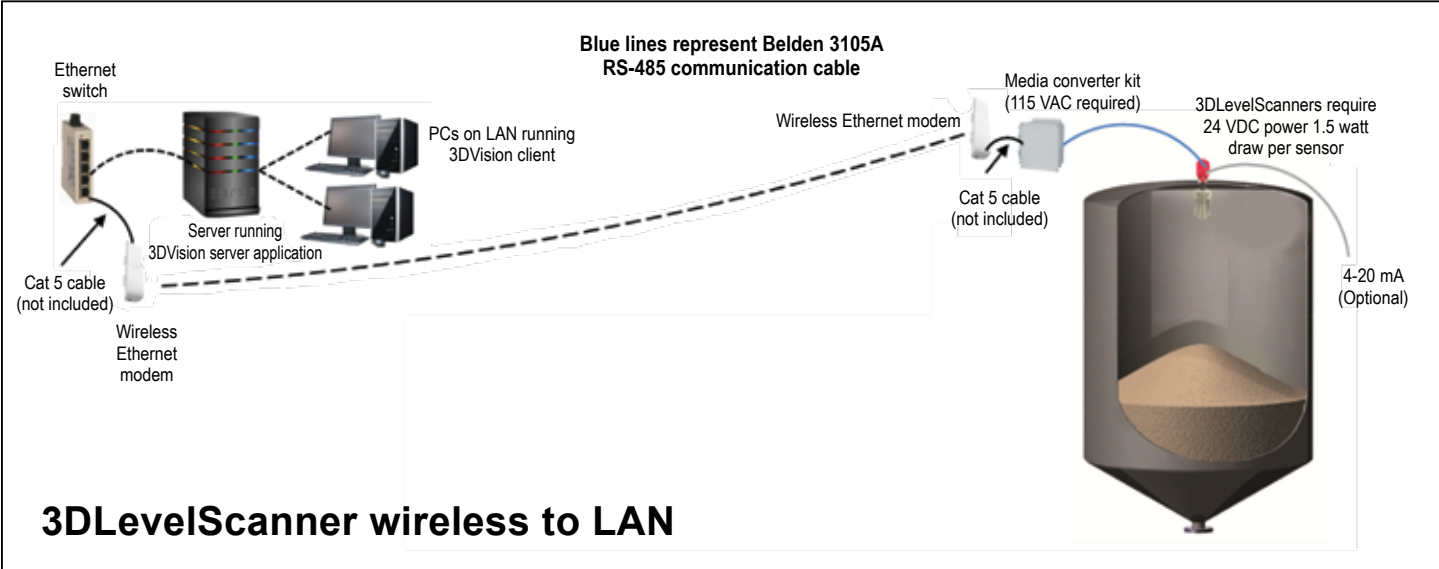 Blue lines represent Belden 3105A
RS-485 communication cable
Ethernet
switch
PCs on LAN running
3DVision client
Server running
3DVision server application
Cat 5 cable
(not included)
Wireless
Ethernet
modem
Wireless Ethernet modem
Media converter kit
(115 VAC required)
Cat 5 cable
(not included)
3DLevelScanners require
24 VDC power 1.5 watt
draw per sensor
4-20 mA
(Optional)
3DLevelScanner wireless to LAN